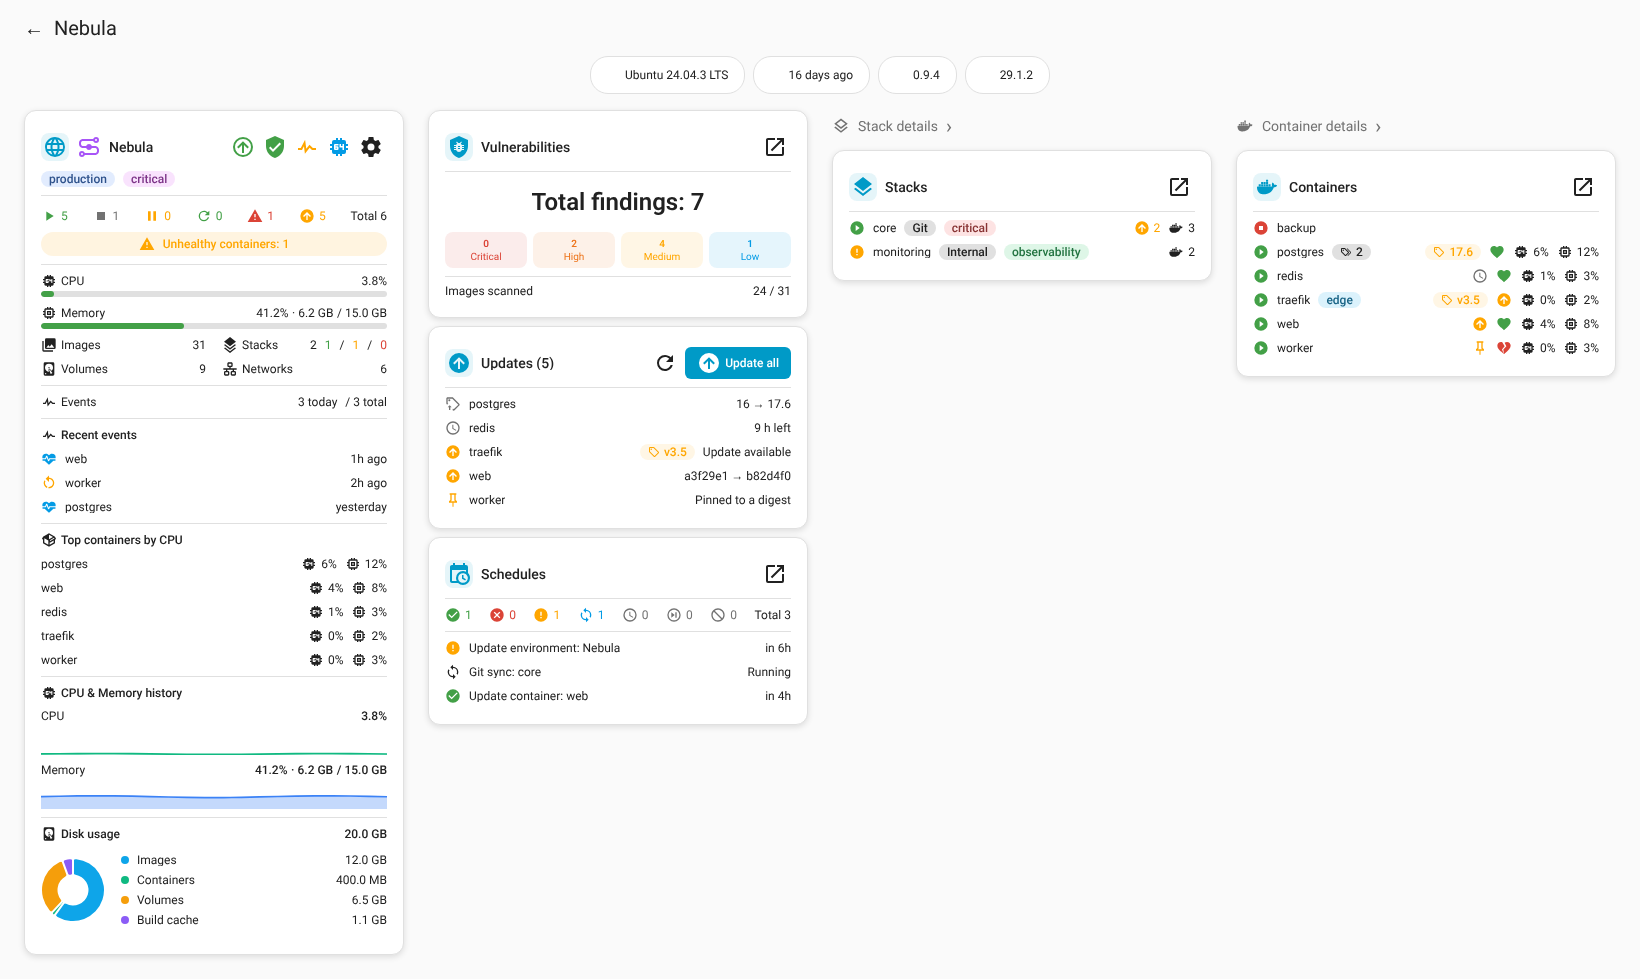 ← Nebula
Ubuntu 24.04.3 LTS
16 days ago
0.9.4
29.1.2
Nebula
64
production critical
5 1 0 0 1 5 Total 6
Unhealthy containers: 1
CPU 3.8%
Memory 41.2% · 6.2 GB / 15.0 GB
Images 31 Stacks 2 1 / 1 / 0
Volumes 9 Networks 6
Events 3 today / 3 total
Recent events
web 1h ago
worker 2h ago
postgres yesterday
Top containers by CPU
postgres 6% 12%
web 4% 8%
redis 1% 3%
traefik 0% 2%
worker 0% 3%
CPU & Memory history
CPU 3.8%
Memory 41.2% · 6.2 GB / 15.0 GB
Disk usage 20.0 GB
Images 12.0 GB
Containers 400.0 MB
Volumes 6.5 GB
Build cache 1.1 GB
Vulnerabilities
Total findings: 7
0 Critical
2 High
4 Medium
1 Low
Images scanned 24 / 31
Updates (5) Update all
postgres 16 → 17.6
redis 9 h left
traefik v3.5 Update available
web a3f29e1 → b82d4f0
worker Pinned to a digest
Schedules
1 0 1 1 0 0 0 Total 3
Update environment: Nebula in 6h
Git sync: core Running
Update container: web in 4h
Stack details ›
Stacks
core Git critical 2 3
monitoring Internal observability 2
Container details ›
Containers
backup
postgres 2 17.6 6% 12%
redis 1% 3%
traefik edge v3.5 0% 2%
web 4% 8%
worker 0% 3%